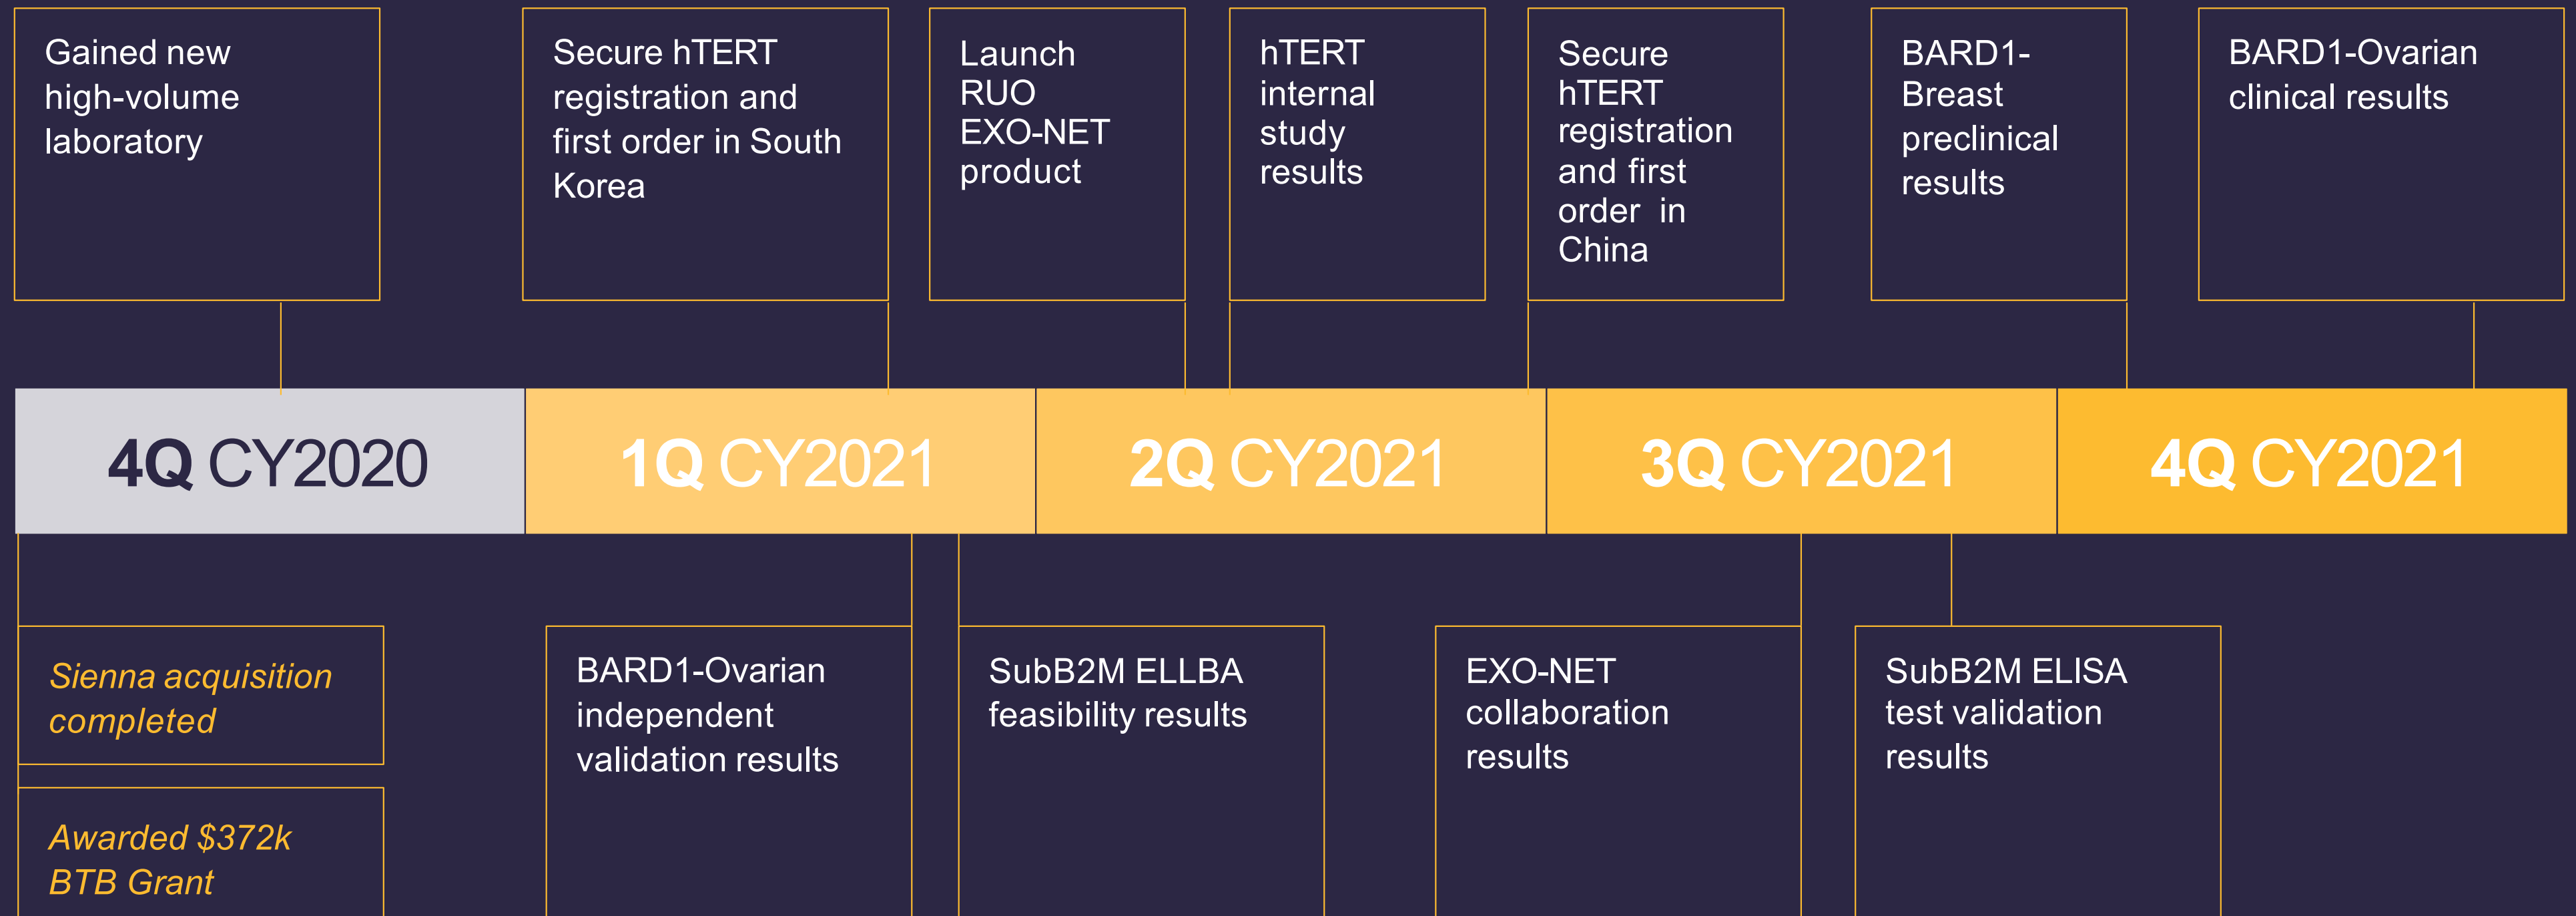 Gained new
high-volume
laboratory
Secure hTERT
registration and
first order in South
Korea
Launch
RUO
EXO-NET
product
hTERT
internal
study
results
Secure
hTERT
registration
and first
order in
China
BARD1-
Breast
preclinical
results
BARD1-Ovarian
clinical results
4Q CY2020
1Q CY2021
2Q CY2021
3Q CY2021
4Q CY2021
Sienna acquisition
completed
Awarded $372k
BTB Grant
BARD1-Ovarian
independent
validation results
SubB2M ELLBA
feasibility results
EXO-NET
collaboration
results
SubB2M ELISA
test validation
results